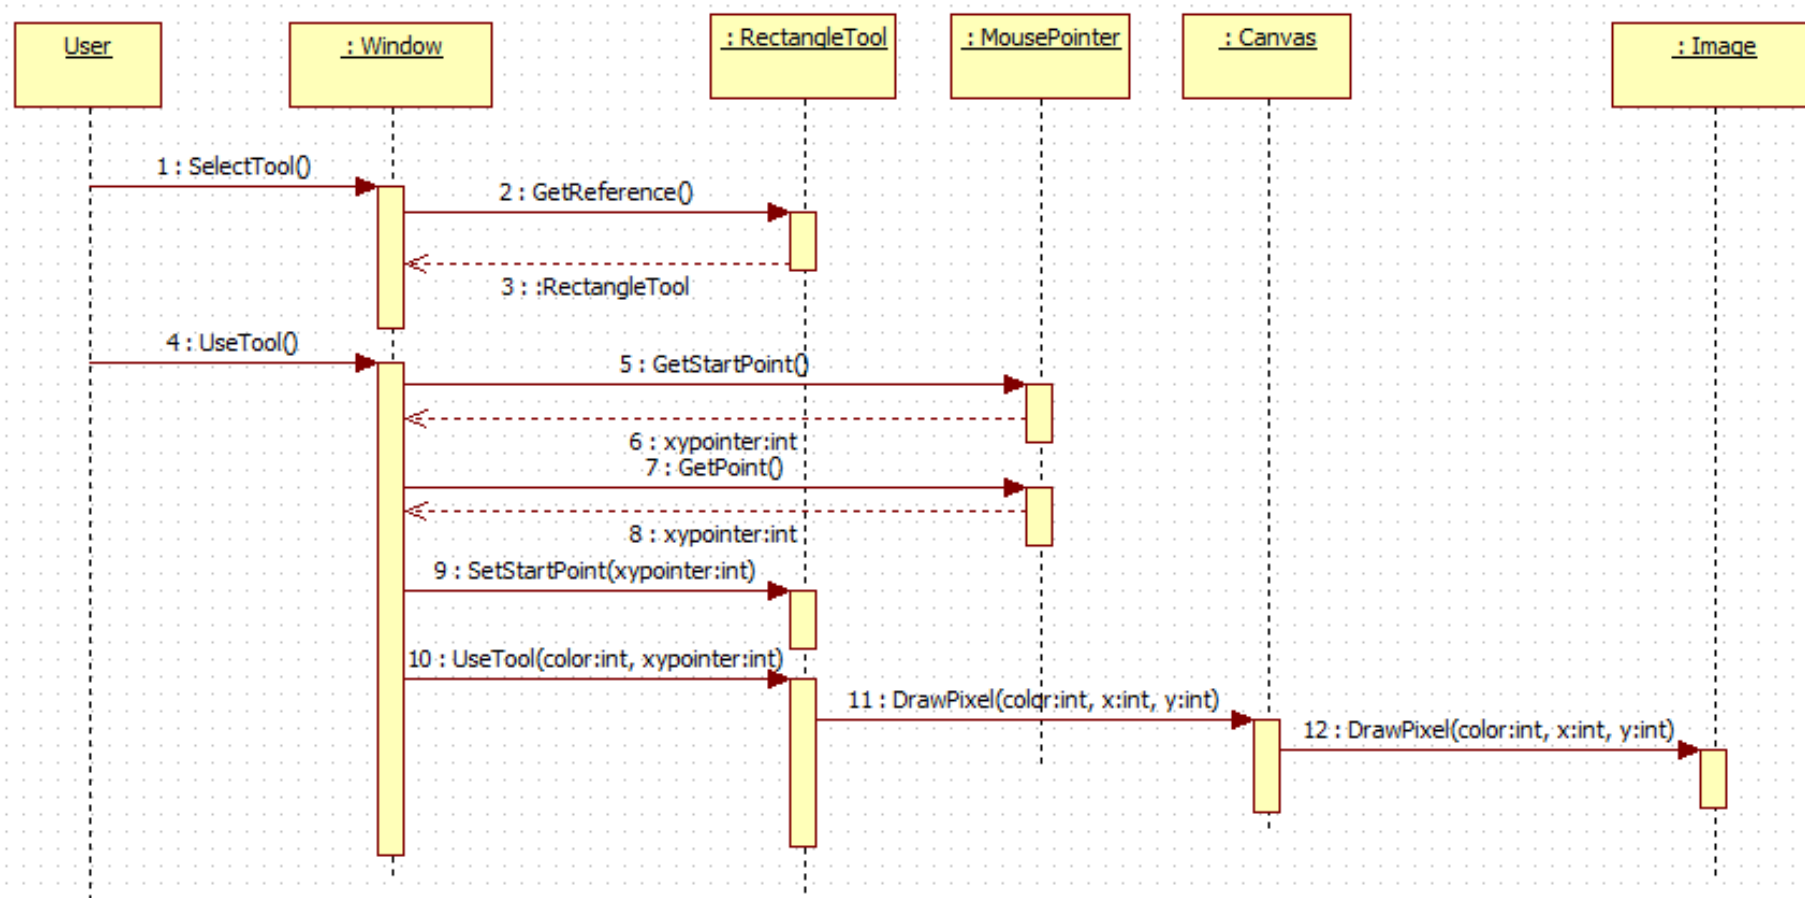 User
: Window
: RectangleTool
: MousePointer
: Canvas
: Image
1 : SelectTool()
2 : GetReference()
3 : :RectangleTool
4 : UseTool()
5 : GetStartPoint()
6 : xypointer:int
7 : GetPoint()
8 : xypointer:int
9 : SetStartPoint(xypointer:int)
10 : UseTool(color:int, xypointer:int)
11 : DrawPixel(color:int, x:int, y:int)
12 : DrawPixel(color:int, x:int, y:int)